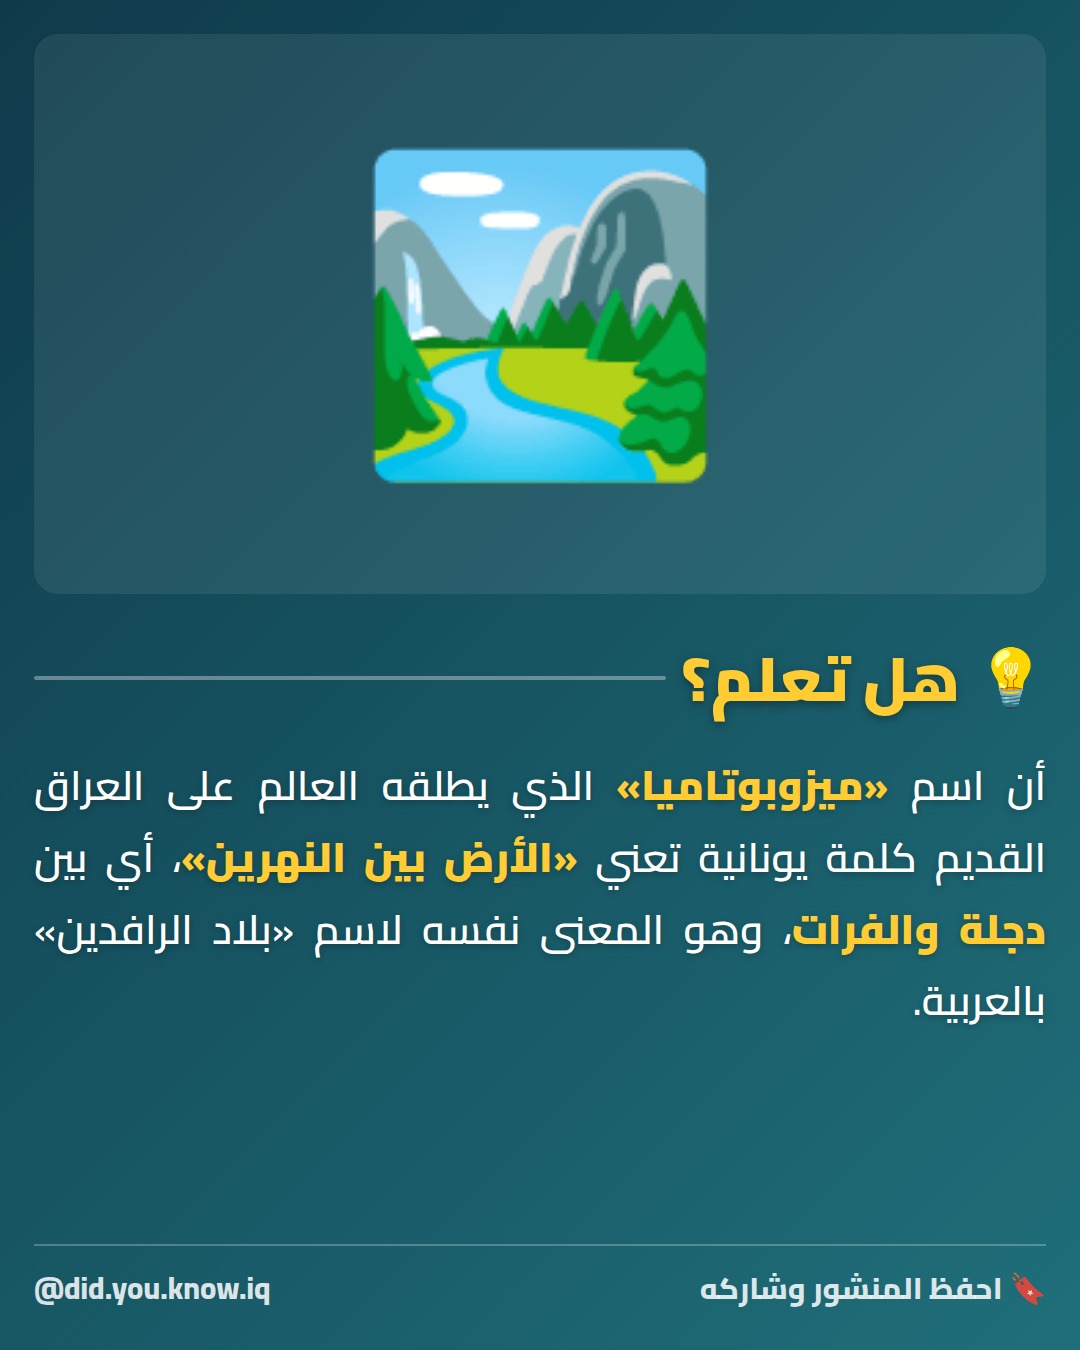 💡 هل تعلم؟
أن اسم «ميزوبوتاميا» الذي يطلقه العالم على العراق
القديم كلمة يونانية تعني «الأرض بين النهرين»، أي بين
دجلة والفرات، وهو المعنى نفسه لاسم «بلاد الرافدين»
بالعربية.
🔖 احفظ المنشور وشاركه
@did.you.know.iq